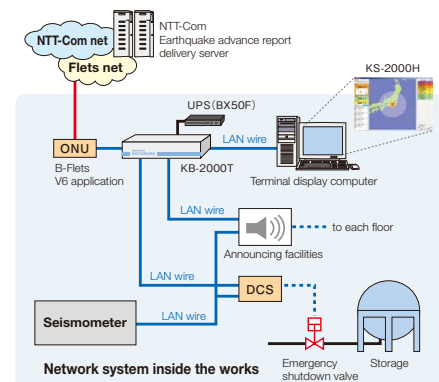 NTT-Com
Earthquake advance report
delivery server
NTT-Com net
Flets net
KS-2000H
UPS(BX50F)
LAN wire
ONU
B-Flets
V6 application
KB-2000T
Terminal display computer
LAN wire
to each floor
Announcing facilities
LAN wire
DCS
LAN wire
Seismometer
Network system inside the works
Emergency
shutdown valve
Storage